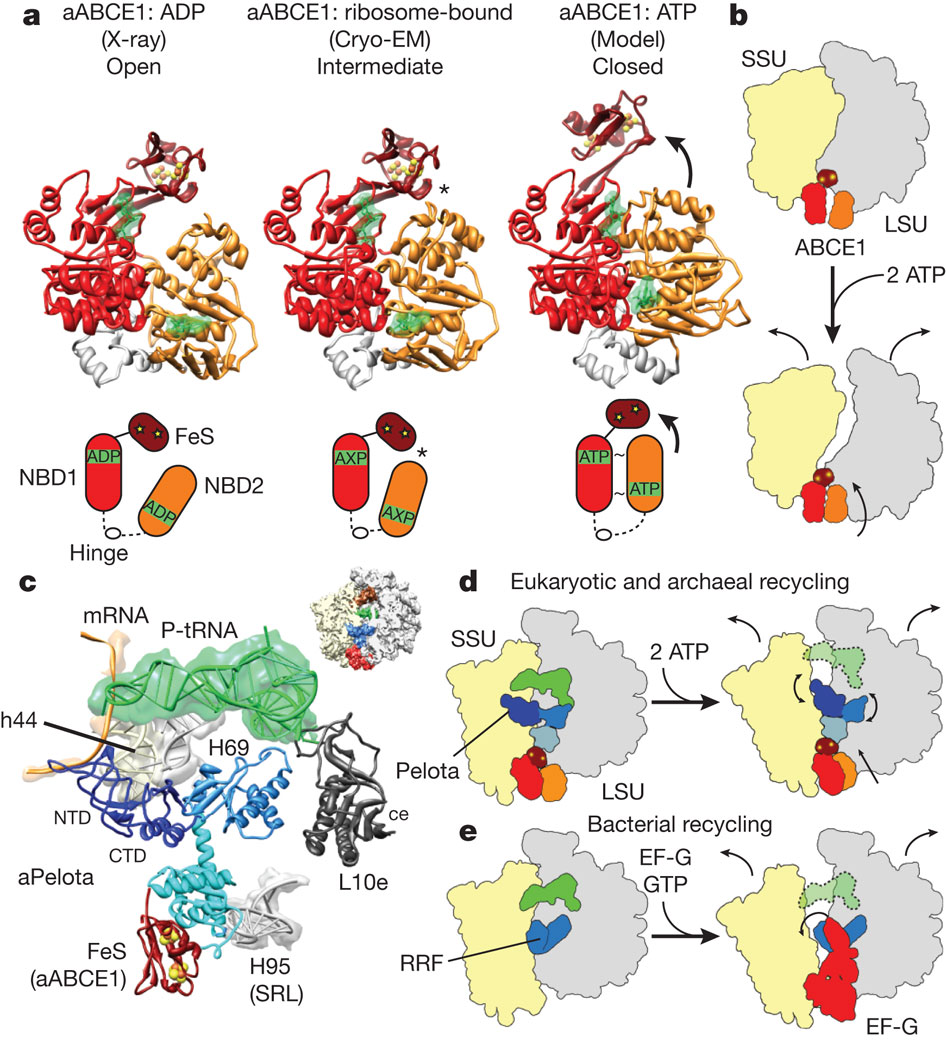 a
aABCE1: ADP
(X-ray)
Open
aABCE1: ribosome-bound
(Cryo-EM)
Intermediate
aABCE1: ATP
(Model)
Closed
*
ADP
FeS
NBD1
NBD2
ADP
Hinge
AXP
*
AXP
ATP
~
~
ATP
b
SSU
LSU
ABCE1
2 ATP
c
mRNA
P-tRNA
h44
H69
NTD
CTD
ce
aPelota
L10e
FeS
(aABCE1)
H95
(SRL)
d
Eukaryotic and archaeal recycling
SSU
2 ATP
Pelota
LSU
e
Bacterial recycling
EF-G
GTP
RRF
EF-G